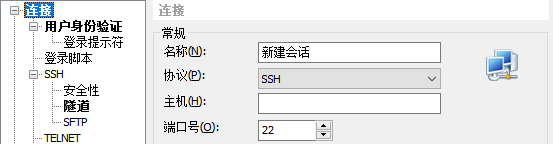 连接
用户身份验证
登录提示符
登录脚本
SSH
安全性
隧道
SFTP
TELNET
连接
常规
名称(N): 新建会话
协议(P): SSH
主机(H):
端口号(O): 22